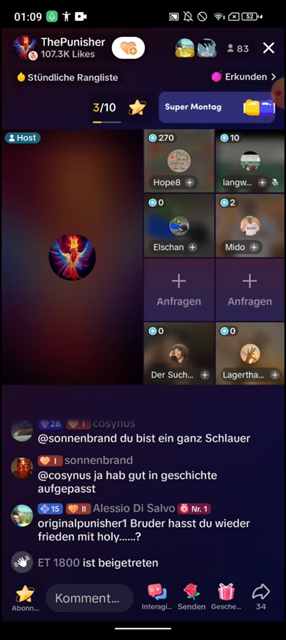 01:09
52
ThePunisher
107.3K Likes
83
Stündliche Rangliste
Erkunden
3/10
Super Montag
Host
270
10
Hope8
langw...
0
2
Elschan
Mido
Anfragen
Anfragen
0
0
Der Such...
Lagertha...
28 I cosynus
@sonnenbrand du bist ein ganz Schlauer
I sonnenbrand
@cosynus ja hab gut in geschichte
aufgepasst
15 II Alessio Di Salvo Nr. 1
originalpunisher1 Bruder hasst du wieder
frieden mit holy......?
ET 1800 ist beigetreten
Abonn...
Kommen...
Interagi...
Senden
Gesche...
34